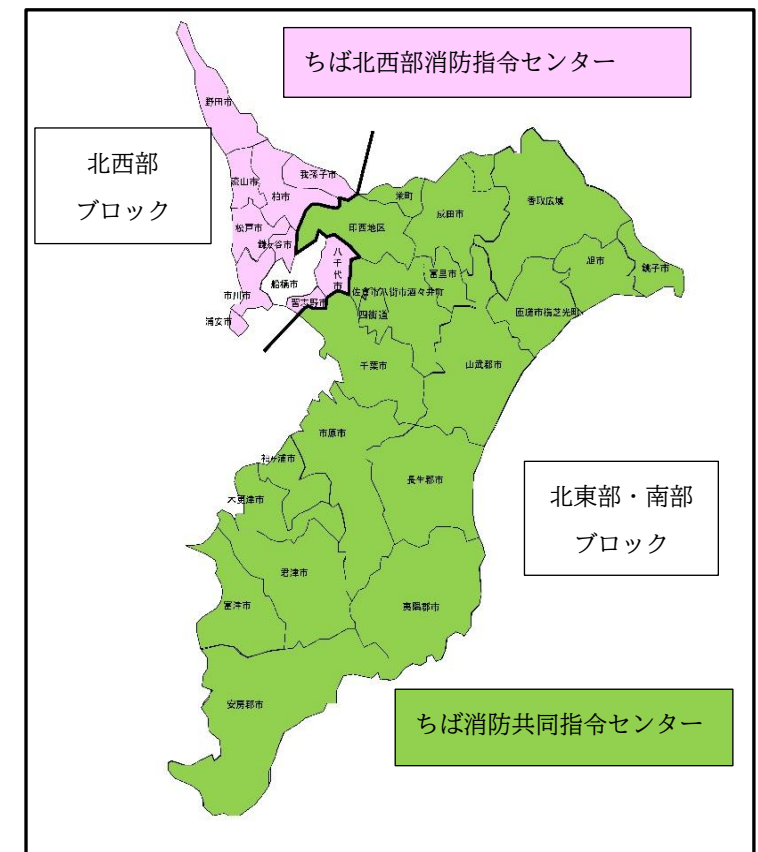 ちば北西部消防指令センター
野田市
北西部
ブロック
我孫子市
流山市
柏市
栄町
成田市
香取広域
松戸市
印西地区
鎌ヶ谷市
八千代市
富里市
旭市
銚子市
船橋市
市川市
習志野市
佐倉市八街市酒々井町
浦安市
四街道
匝瑳市横芝光町
千葉市
山武郡市
市原市
袖ヶ浦市
長生郡市
木更津市
北東部・南部
ブロック
君津市
富津市
夷隅郡市
安房郡市
ちば消防共同指令センター